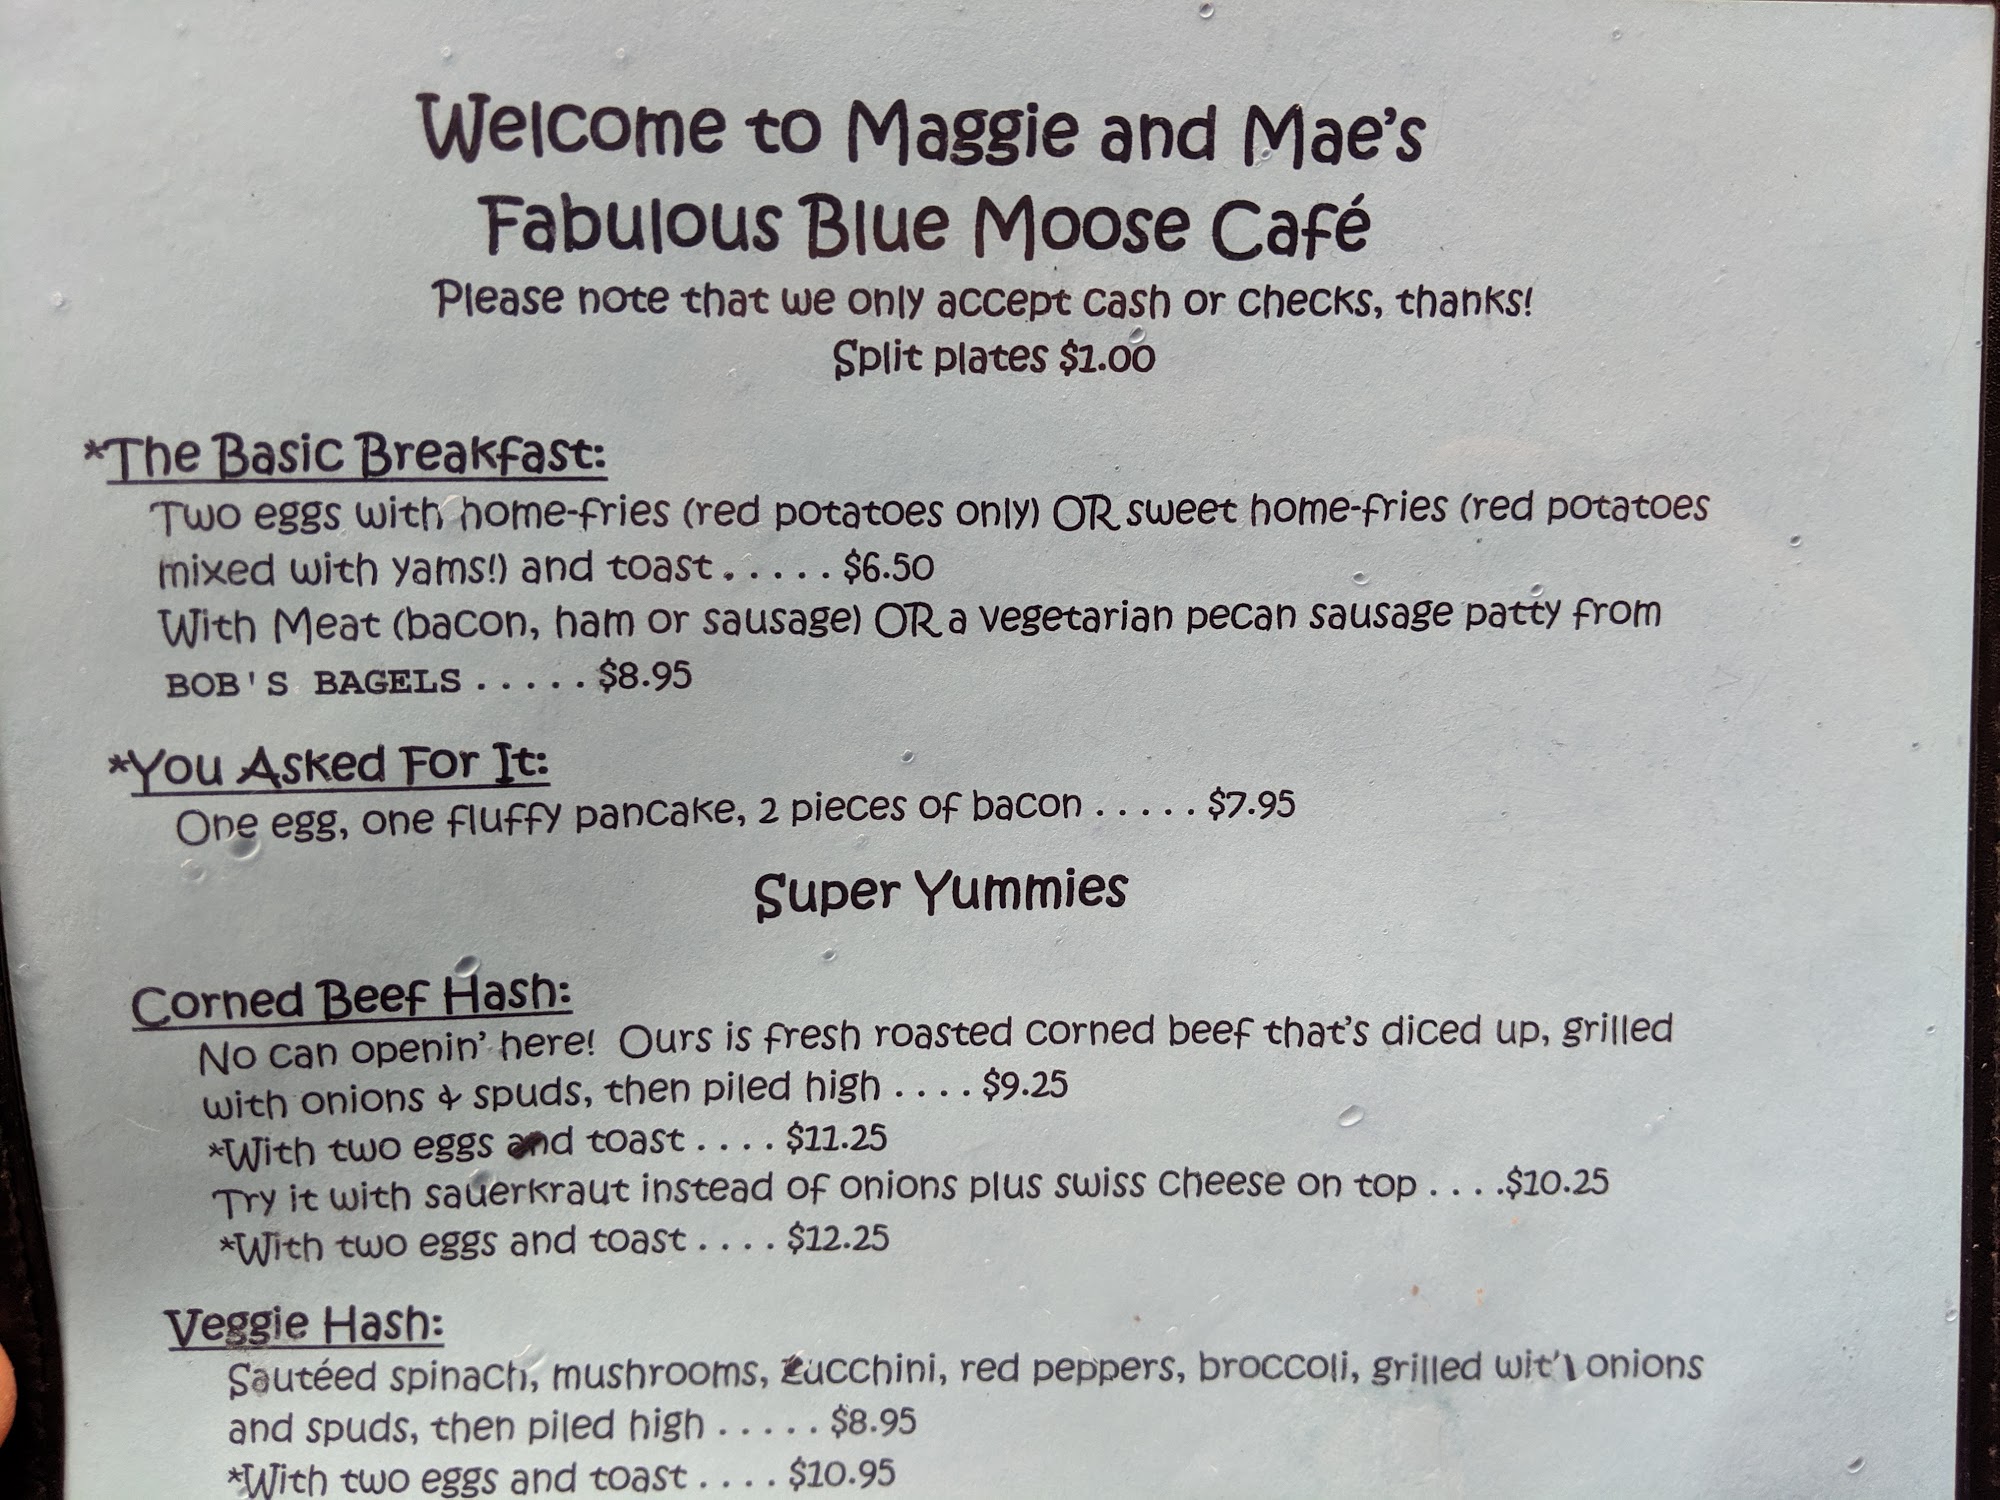 Welcome to Maggie and Mae's
Fabulous Blue Moose Café
Please note that we only accept cash or checks, thanks!
Split plates $1.00
*The Basic Breakfast:
Two eggs with home-fries (red potatoes only) OR sweet home-fries (red potatoes
mixed with yams!) and toast . . . . . $6.50
With Meat (bacon, ham or sausage) OR a vegetarian pecan sausage patty from
BOB'S BAGELS . . . . . $8.95
*You Asked For It:
One egg, one fluffy pancake, 2 pieces of bacon . . . . . $7.95
Super Yummies
Corned Beef Hash:
No can openin' here! Ours is fresh roasted corned beef that's diced up, grilled
with onions & spuds, then piled high . . . . $9.25
*With two eggs and toast . . . . $11.25
Try it with sauerkraut instead of onions plus swiss cheese on top . . . .$10.25
*With two eggs and toast . . . . $12.25
Veggie Hash:
Sautéed spinach, mushrooms, zucchini, red peppers, broccoli, grilled with onions
and spuds, then piled high . . . . . $8.95
*With two eggs and toast . . . . $10.95